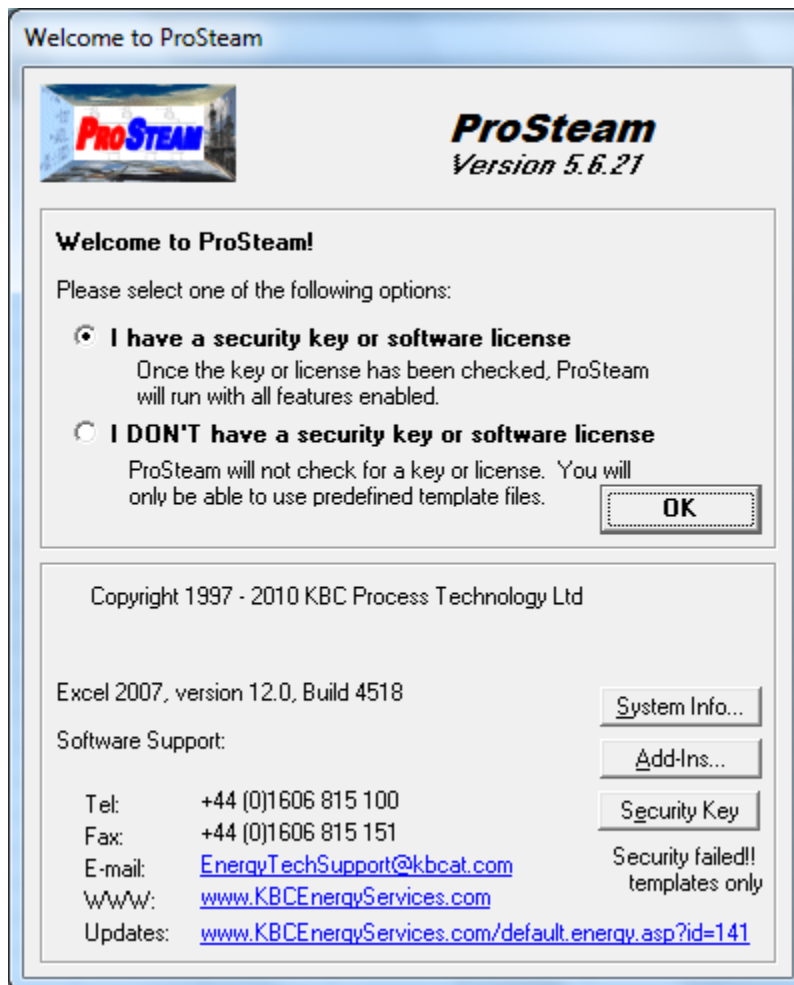 Welcome to ProSteam
PROSTEAM
ProSteam
Version 5.6.21
Welcome to ProSteam!
Please select one of the following options:
I have a security key or software license
Once the key or license has been checked, ProSteam
will run with all features enabled.
I DON'T have a security key or software license
ProSteam will not check for a key or license. You will
only be able to use predefined template files.
OK
Copyright 1997 - 2010 KBC Process Technology Ltd
Excel 2007, version 12.0, Build 4518
System Info...
Software Support:
Add-Ins...
Tel: +44 (0)1606 815 100
Security Key
Fax: +44 (0)1606 815 151
E-mail: EnergyTechSupport@kbcat.com
Security failed!!
templates only
WWW: www.KBCEnergyServices.com
Updates: www.KBCEnergyServices.com/default.energy.asp?id=141